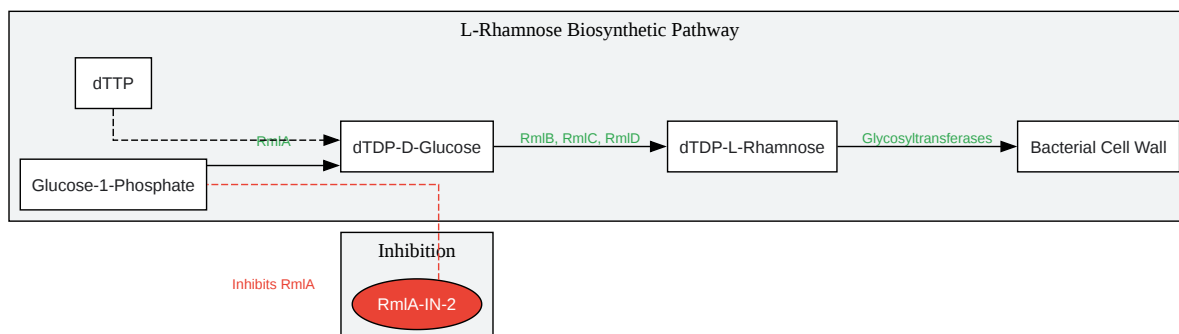 L-Rhamnose Biosynthetic Pathway
dTTP
RmlA
Glucose-1-Phosphate
dTDP-D-Glucose
RmlB, RmlC, RmlD
dTDP-L-Rhamnose
Glycosyltransferases
Bacterial Cell Wall
Inhibition
Inhibits RmlA
RmlA-IN-2